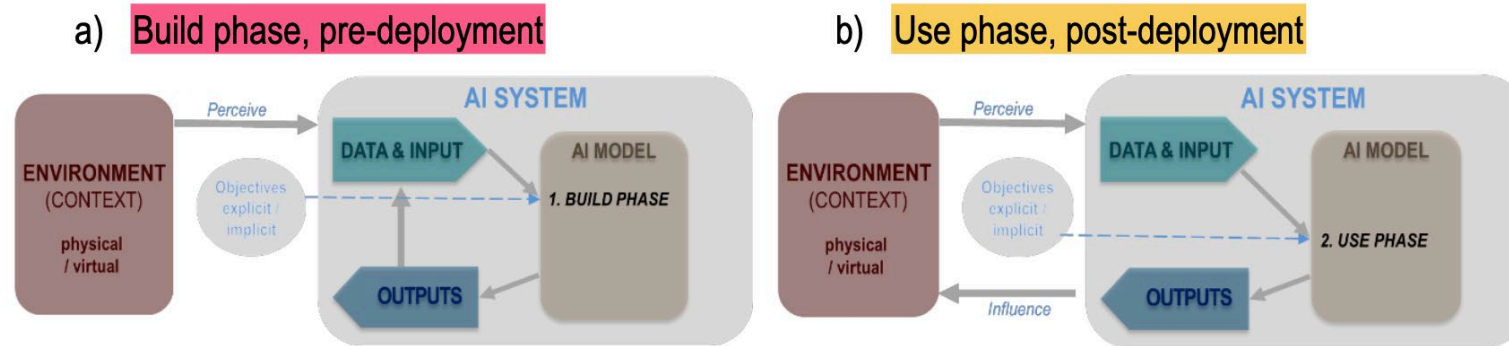 a) Build phase, pre-deployment
AI SYSTEM
Perceive
DATA & INPUT
AI MODEL
ENVIRONMENT
(CONTEXT)
physical
/ virtual
Objectives
explicit /
implicit
1. BUILD PHASE
OUTPUTS
b) Use phase, post-deployment
AI SYSTEM
Perceive
DATA & INPUT
AI MODEL
ENVIRONMENT
(CONTEXT)
physical
/ virtual
Objectives
explicit /
implicit
2. USE PHASE
OUTPUTS
Influence